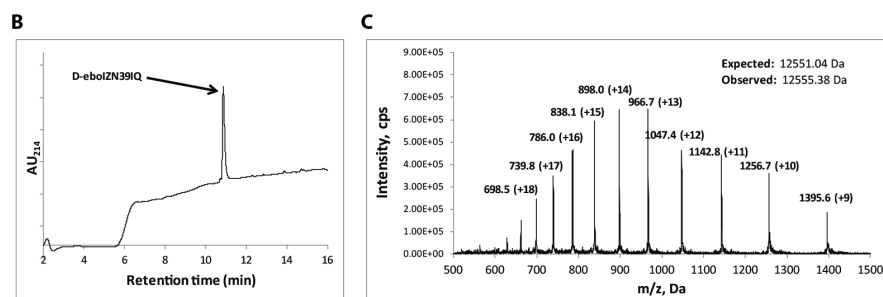 B
D-eboIZN39IQ
AU214
2 4 6 8 10 12 14 16
Retention time (min)
C
9.00E+05
8.00E+05
7.00E+05
6.00E+05
5.00E+05
4.00E+05
3.00E+05
2.00E+05
1.00E+05
0.00E+00
Intensity, cps
Expected: 12551.04 Da
Observed: 12555.38 Da
898.0 (+14)
966.7 (+13)
838.1 (+15)
1047.4 (+12)
786.0 (+16)
1142.8 (+11)
739.8 (+17)
1256.7 (+10)
698.5 (+18)
1395.6 (+9)
500 600 700 800 900 1000 1100 1200 1300 1400 1500
m/z, Da